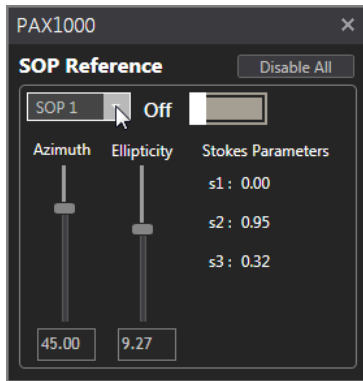 PAX1000
SOP Reference
Disable All
SOP 1
Off
Azimuth
Ellipticity
Stokes Parameters
s1 : 0.00
s2 : 0.95
s3 : 0.32
45.00
9.27